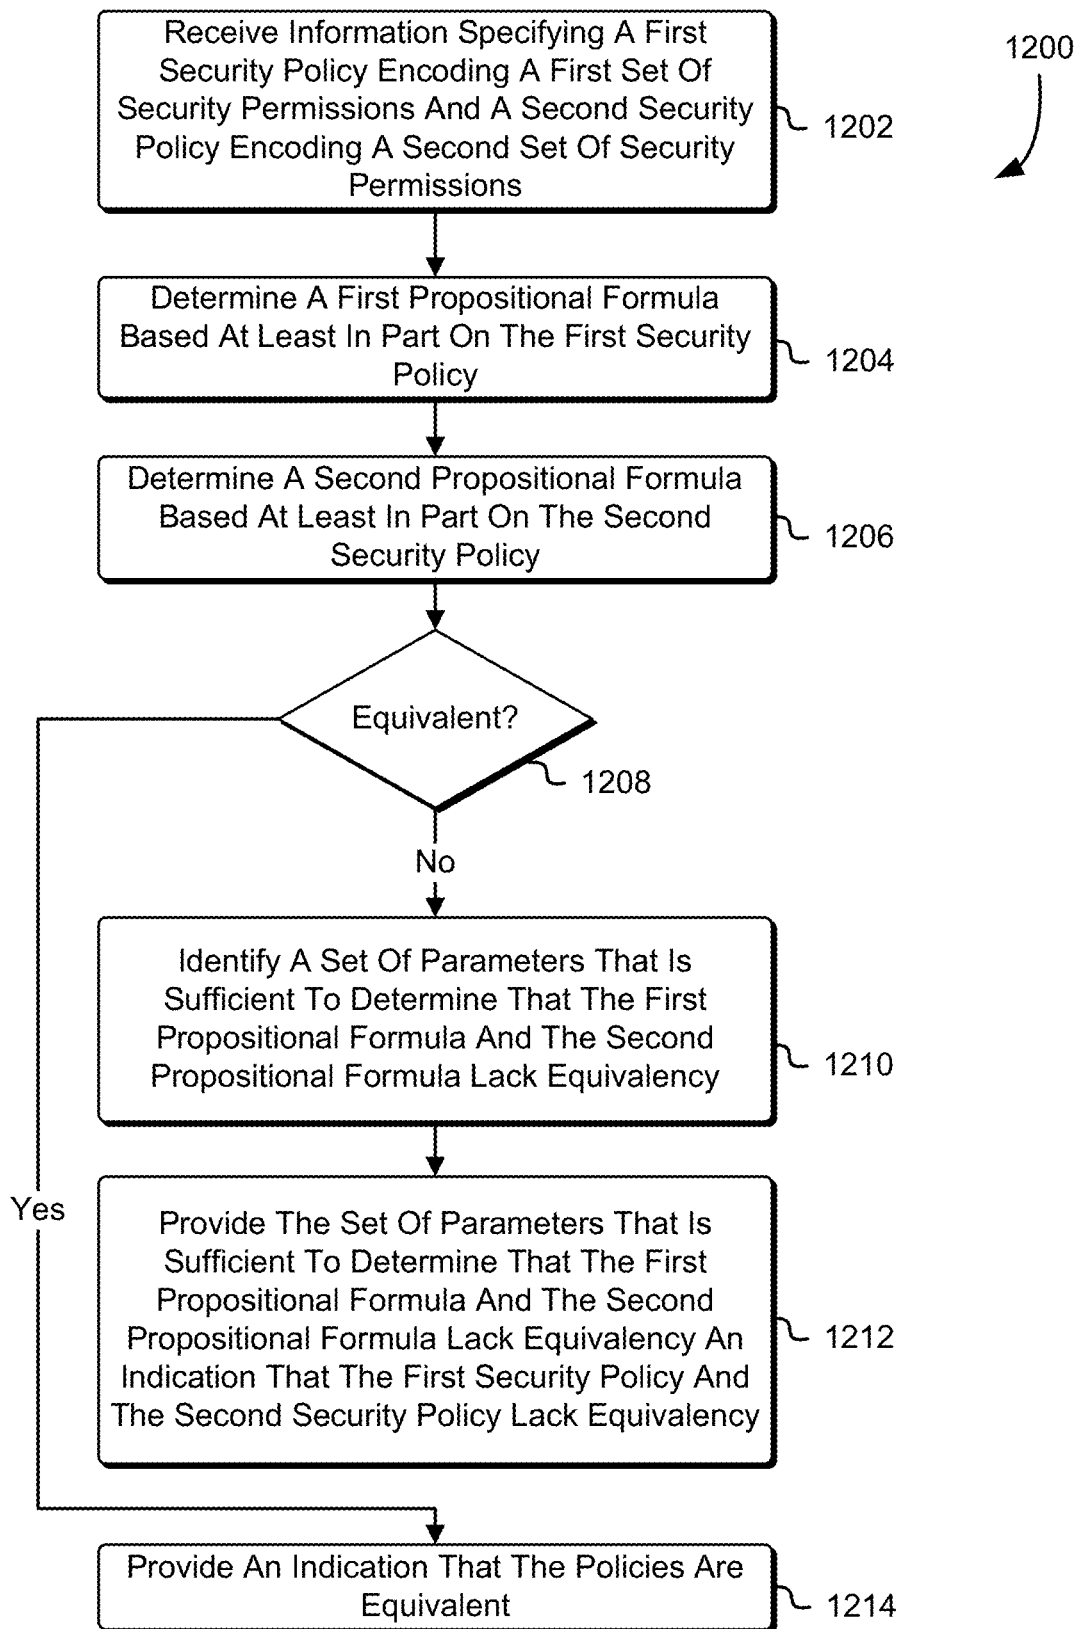 Receive Information Specifying A First
Security Policy Encoding A First Set Of
Security Permissions And A Second Security
Policy Encoding A Second Set Of Security
Permissions
1200
1202
Determine A First Propositional Formula
Based At Least In Part On The First Security
Policy
1204
Determine A Second Propositional Formula
Based At Least In Part On The Second
Security Policy
1206
Equivalent?
1208
No
Identify A Set Of Parameters That Is
Sufficient To Determine That The First
Propositional Formula And The Second
Propositional Formula Lack Equivalency
1210
Yes
Provide The Set Of Parameters That Is
Sufficient To Determine That The First
Propositional Formula And The Second
Propositional Formula Lack Equivalency An
Indication That The First Security Policy And
The Second Security Policy Lack Equivalency
1212
Provide An Indication That The Policies Are
Equivalent
1214